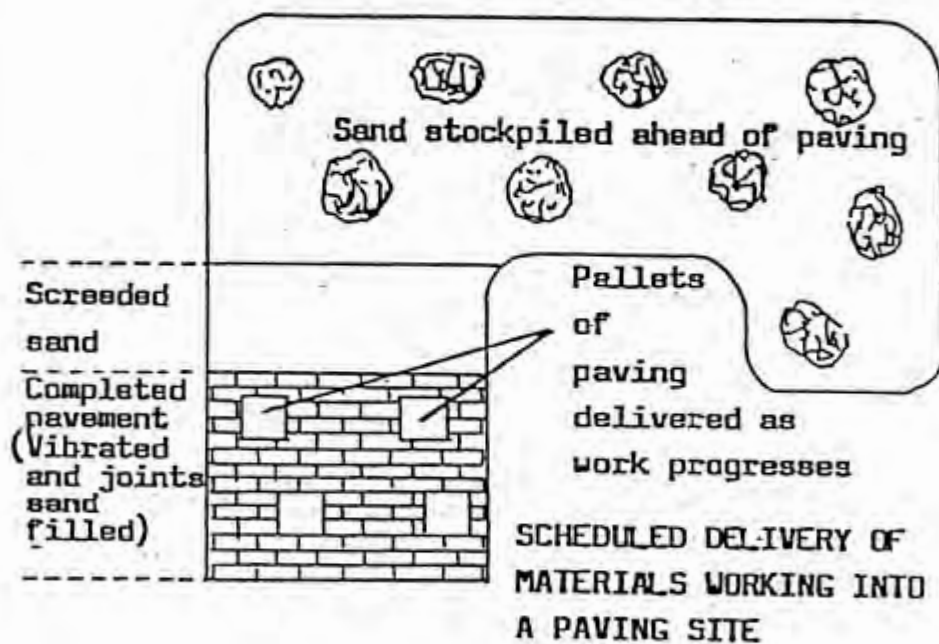 Sand stockpiled ahead of paving
Screeded
sand
Completed
pavement
(Vibrated
and joints
sand
filled)
Pallets
of
paving
delivered as
work progresses
SCHEDULED DELIVERY OF
MATERIALS WORKING INTO
A PAVING SITE